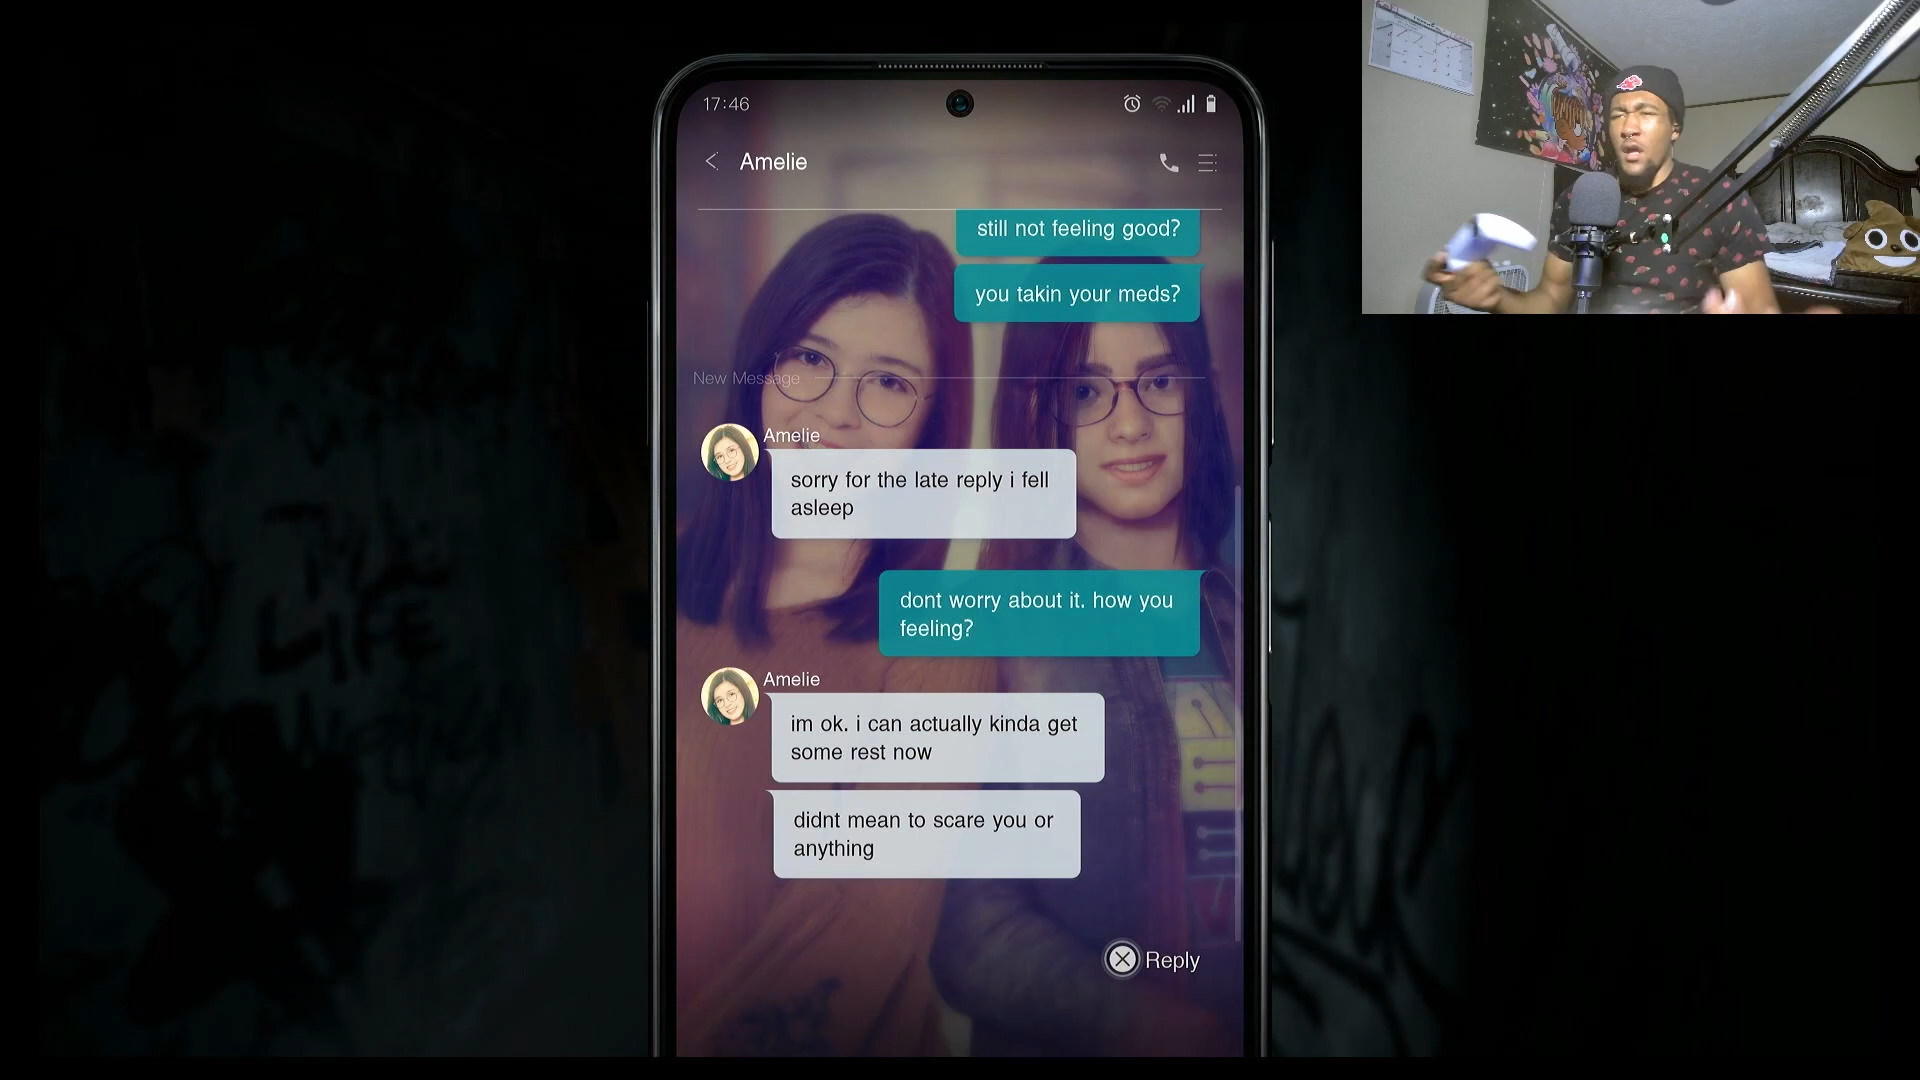 17:46
Amelie
still not feeling good?
you takin your meds?
New Message
Amelie
sorry for the late reply i fell
asleep
dont worry about it. how you
feeling?
Amelie
im ok. i can actually kinda get
some rest now
didnt mean to scare you or
anything
Reply
LIFE